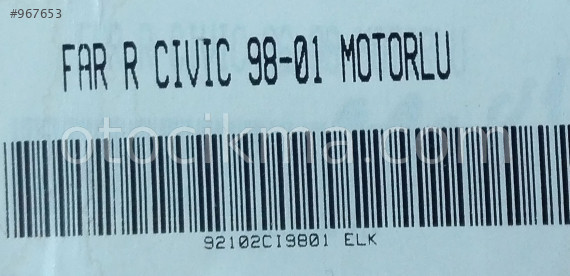 #967653
FAR R CIVIC 98-01 MOTORLU
otocikma.com
92102CI9801 ELK